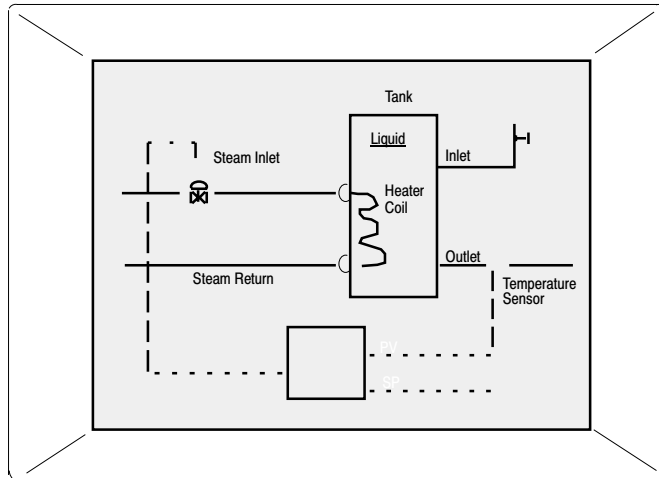 Tank
Liquid
Steam Inlet
Inlet
Heater
Coil
Outlet
Steam Return
Temperature
Sensor
PV
SP